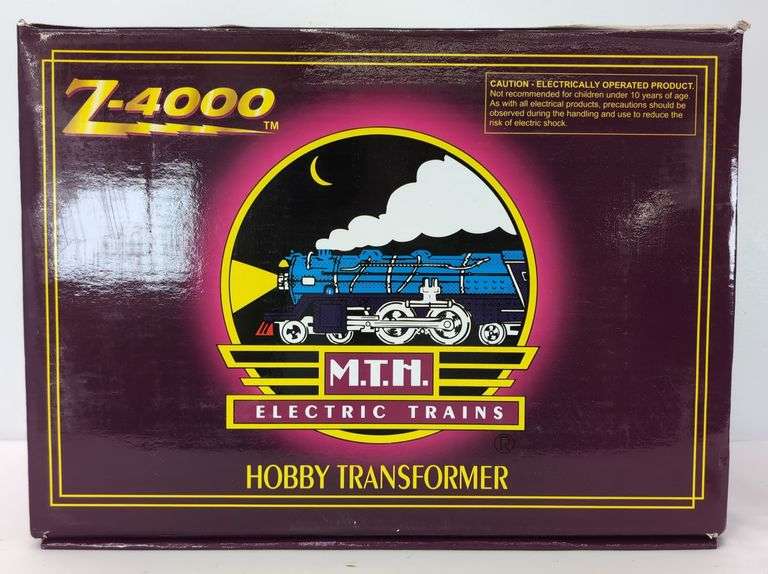 Z-4000 ™
CAUTION - ELECTRICALLY OPERATED PRODUCT.
Not recommended for children under 10 years of age.
As with all electrical products, precautions should be
observed during the handling and use to reduce the
risk of electric shock.
M.T.H.
ELECTRIC TRAINS
®
HOBBY TRANSFORMER